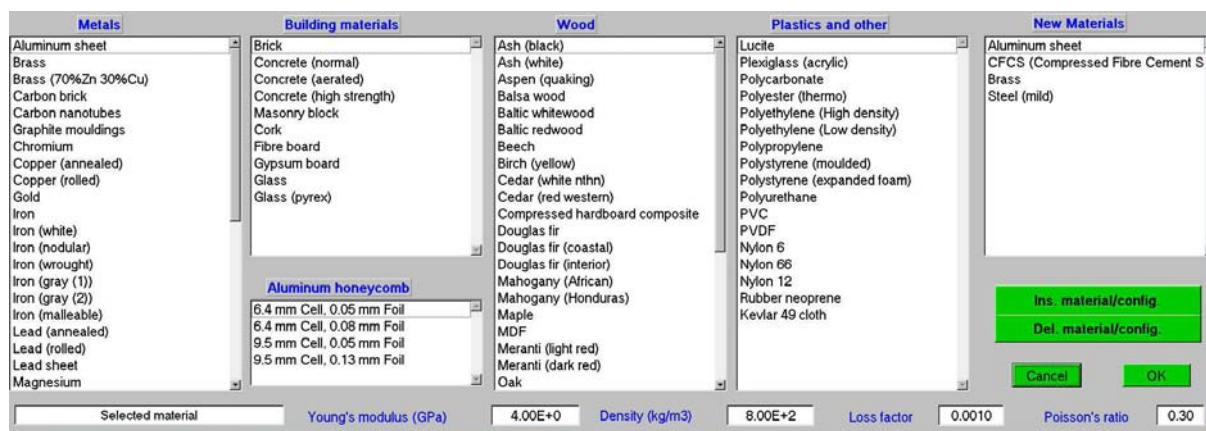 Metals
Aluminum sheet
Brass
Brass (70%Zn 30%Cu)
Carbon brick
Carbon nanotubes
Graphite mouldings
Chromium
Copper (annealed)
Copper (rolled)
Gold
Iron
Iron (white)
Iron (nodular)
Iron (wrought)
Iron (gray (1))
Iron (gray (2))
Iron (malleable)
Lead (annealed)
Lead (rolled)
Lead sheet
Magnesium
Building materials
Brick
Concrete (normal)
Concrete (aerated)
Concrete (high strength)
Masonry block
Cork
Fibre board
Gypsum board
Glass
Glass (pyrex)
Aluminum honeycomb
6.4 mm Cell, 0.05 mm Foil
6.4 mm Cell, 0.08 mm Foil
9.5 mm Cell, 0.05 mm Foil
9.5 mm Cell, 0.13 mm Foil
Wood
Ash (black)
Ash (white)
Aspen (quaking)
Balsa wood
Baltic whitewood
Baltic redwood
Beech
Birch (yellow)
Cedar (white nthn)
Cedar (red western)
Compressed hardboard composite
Douglas fir
Douglas fir (coastal)
Douglas fir (interior)
Mahogany (African)
Mahogany (Honduras)
Maple
MDF
Meranti (light red)
Meranti (dark red)
Oak
Plastics and other
Lucite
Plexiglass (acrylic)
Polycarbonate
Polyester (thermo)
Polyethylene (High density)
Polyethylene (Low density)
Polypropylene
Polystyrene (moulded)
Polystyrene (expanded foam)
Polyurethane
PVC
PVDF
Nylon 6
Nylon 66
Nylon 12
Rubber neoprene
Kevlar 49 cloth
New Materials
Aluminum sheet
CFCS (Compressed Fibre Cement S
Brass
Steel (mild)
Ins. material/config.
Del. material/config.
Cancel OK
Selected material Young's modulus (GPa) 4.00E+0 Density (kg/m3) 8.00E+2 Loss factor 0.0010 Poisson's ratio 0.30